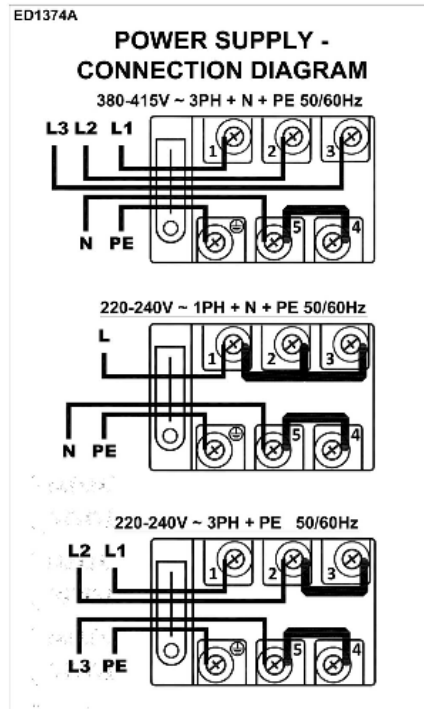 ED1374A
POWER SUPPLY -
CONNECTION DIAGRAM
380-415V ~ 3PH + N + PE 50/60Hz
L3 L2 L1
1 2 3
5 4
N PE
220-240V ~ 1PH + N + PE 50/60Hz
L
1 2 3
5 4
N PE
220-240V ~ 3PH + PE 50/60Hz
L2 L1
1 2 3
5 4
L3 PE